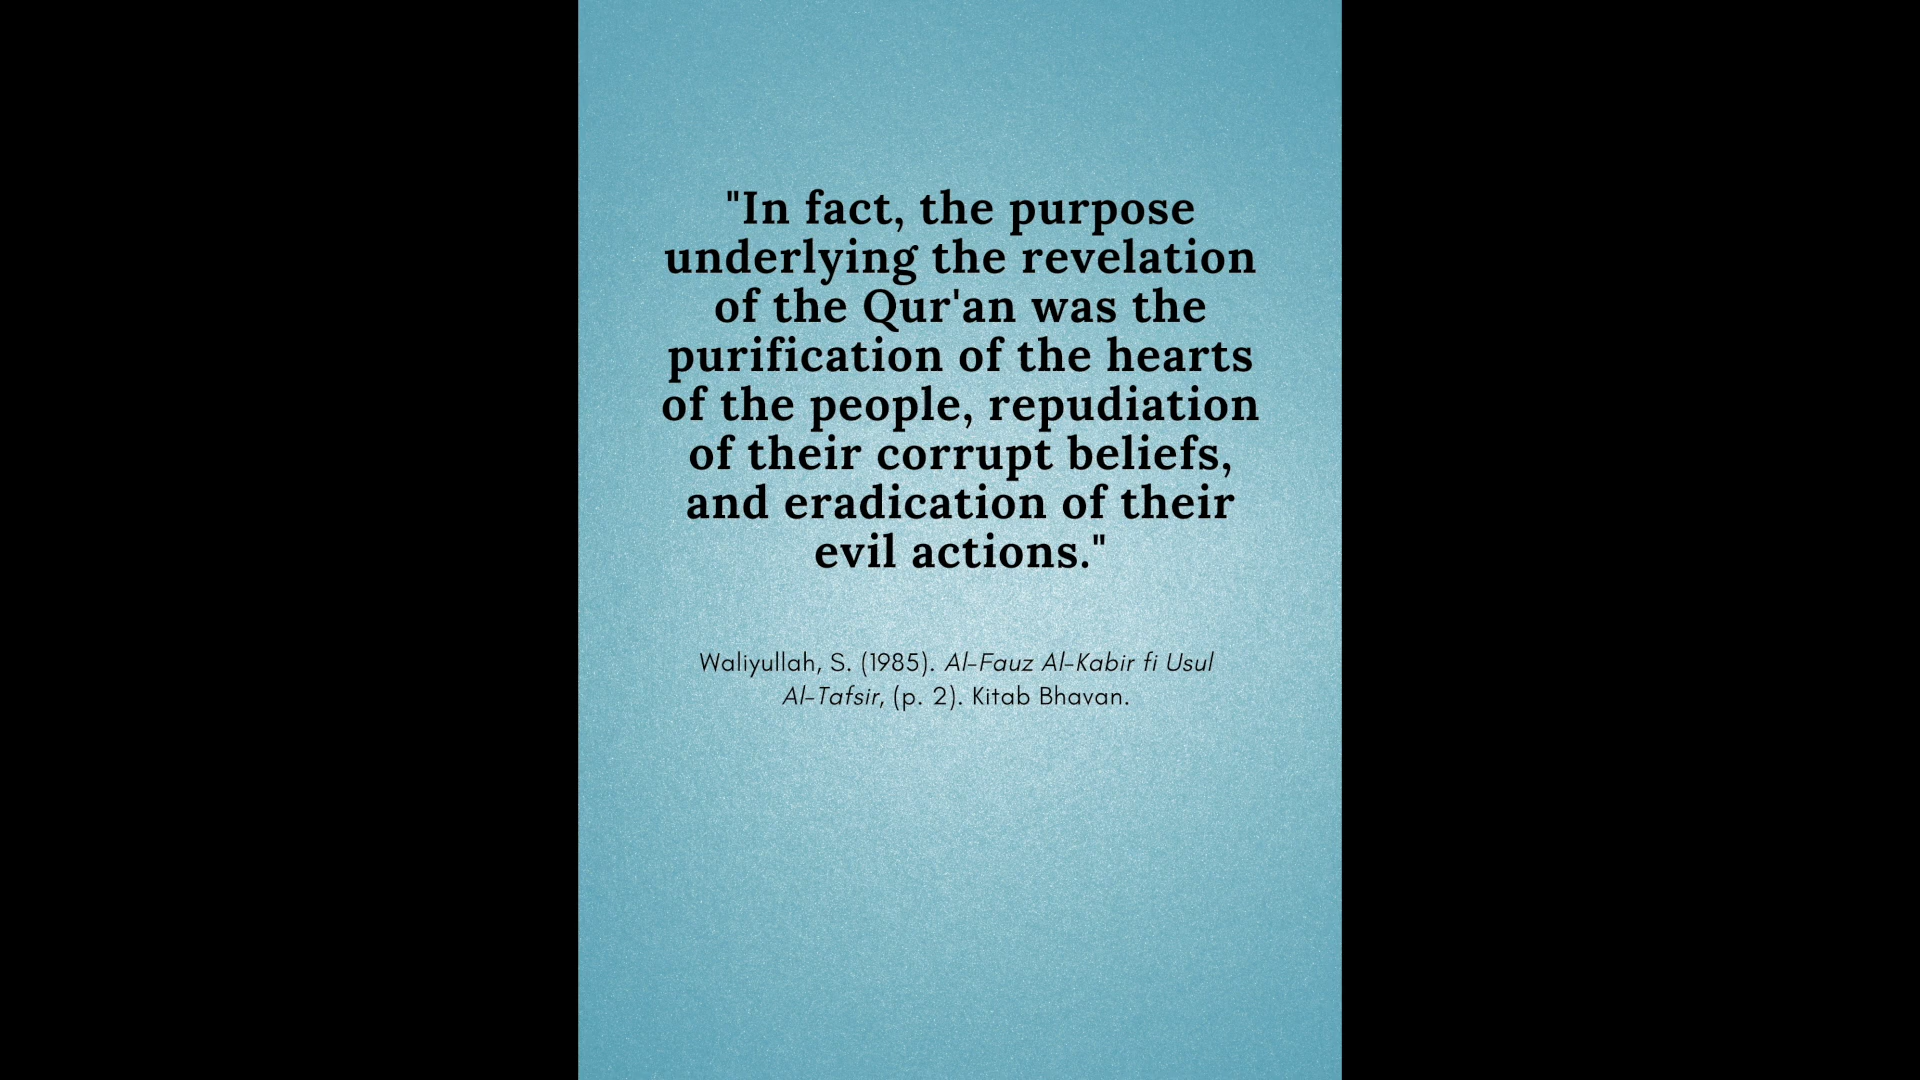 "In fact, the purpose
underlying the revelation
of the Qur'an was the
purification of the hearts
of the people, repudiation
of their corrupt beliefs,
and eradication of their
evil actions."
Waliyullah, S. (1985). Al-Fauz Al-Kabir fi Usul
Al-Tafsir, (p. 2). Kitab Bhavan.